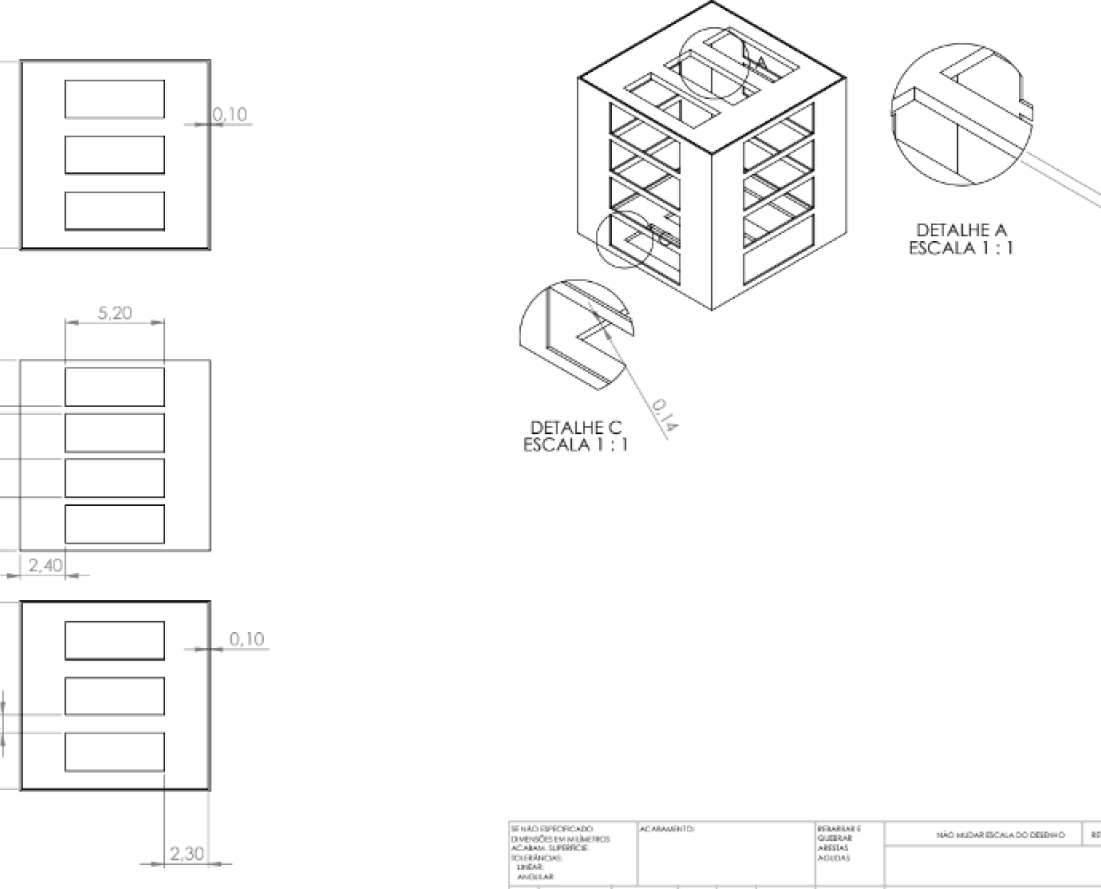 0,10
A
DETALHE A
ESCALA 1 : 1
C
5,20
0,14
DETALHE C
ESCALA 1 : 1
2,40
0,10
2,30
SE NÃO ESPECIFICADO:
DIMENSÕES EM MILÍMETROS
ACABAM. SUPERFÍCIE:
TOLERÂNCIAS:
LINEAR:
ANGULAR:
ACABAMENTO:
REBARBAR E
QUEBRAR
ARESTAS
AGUDAS
NÃO MUDAR ESCALA DO DESENHO